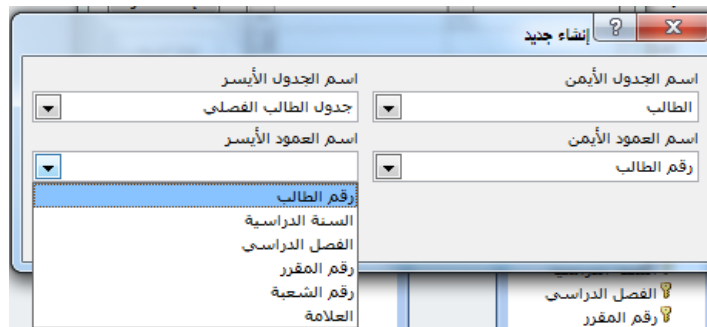 إنشاء جديد
اسم الجدول الأيمن
اسم الجدول الأيسر
الطالب
جدول الطالب الفصلي
اسم العمود الأيمن
اسم العمود الأيسر
رقم الطالب
رقم الطالب
السنة الدراسية
الفصل الدراسي
رقم المقرر
رقم الشعبة
العلامة
الفصل الدراسي
رقم المقرر